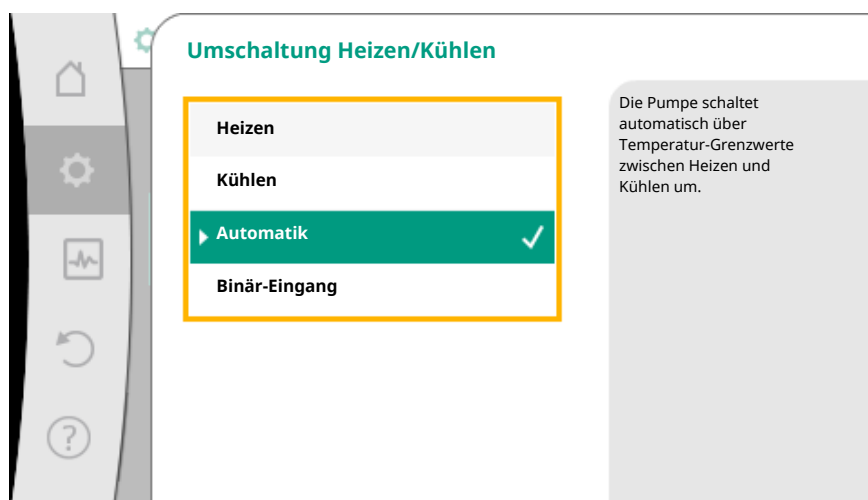 Umschaltung Heizen/Kühlen
Heizen
Kühlen
Automatik
Binär-Eingang
Die Pumpe schaltet
automatisch über
Temperatur-Grenzwerte
zwischen Heizen und
Kühlen um.
?